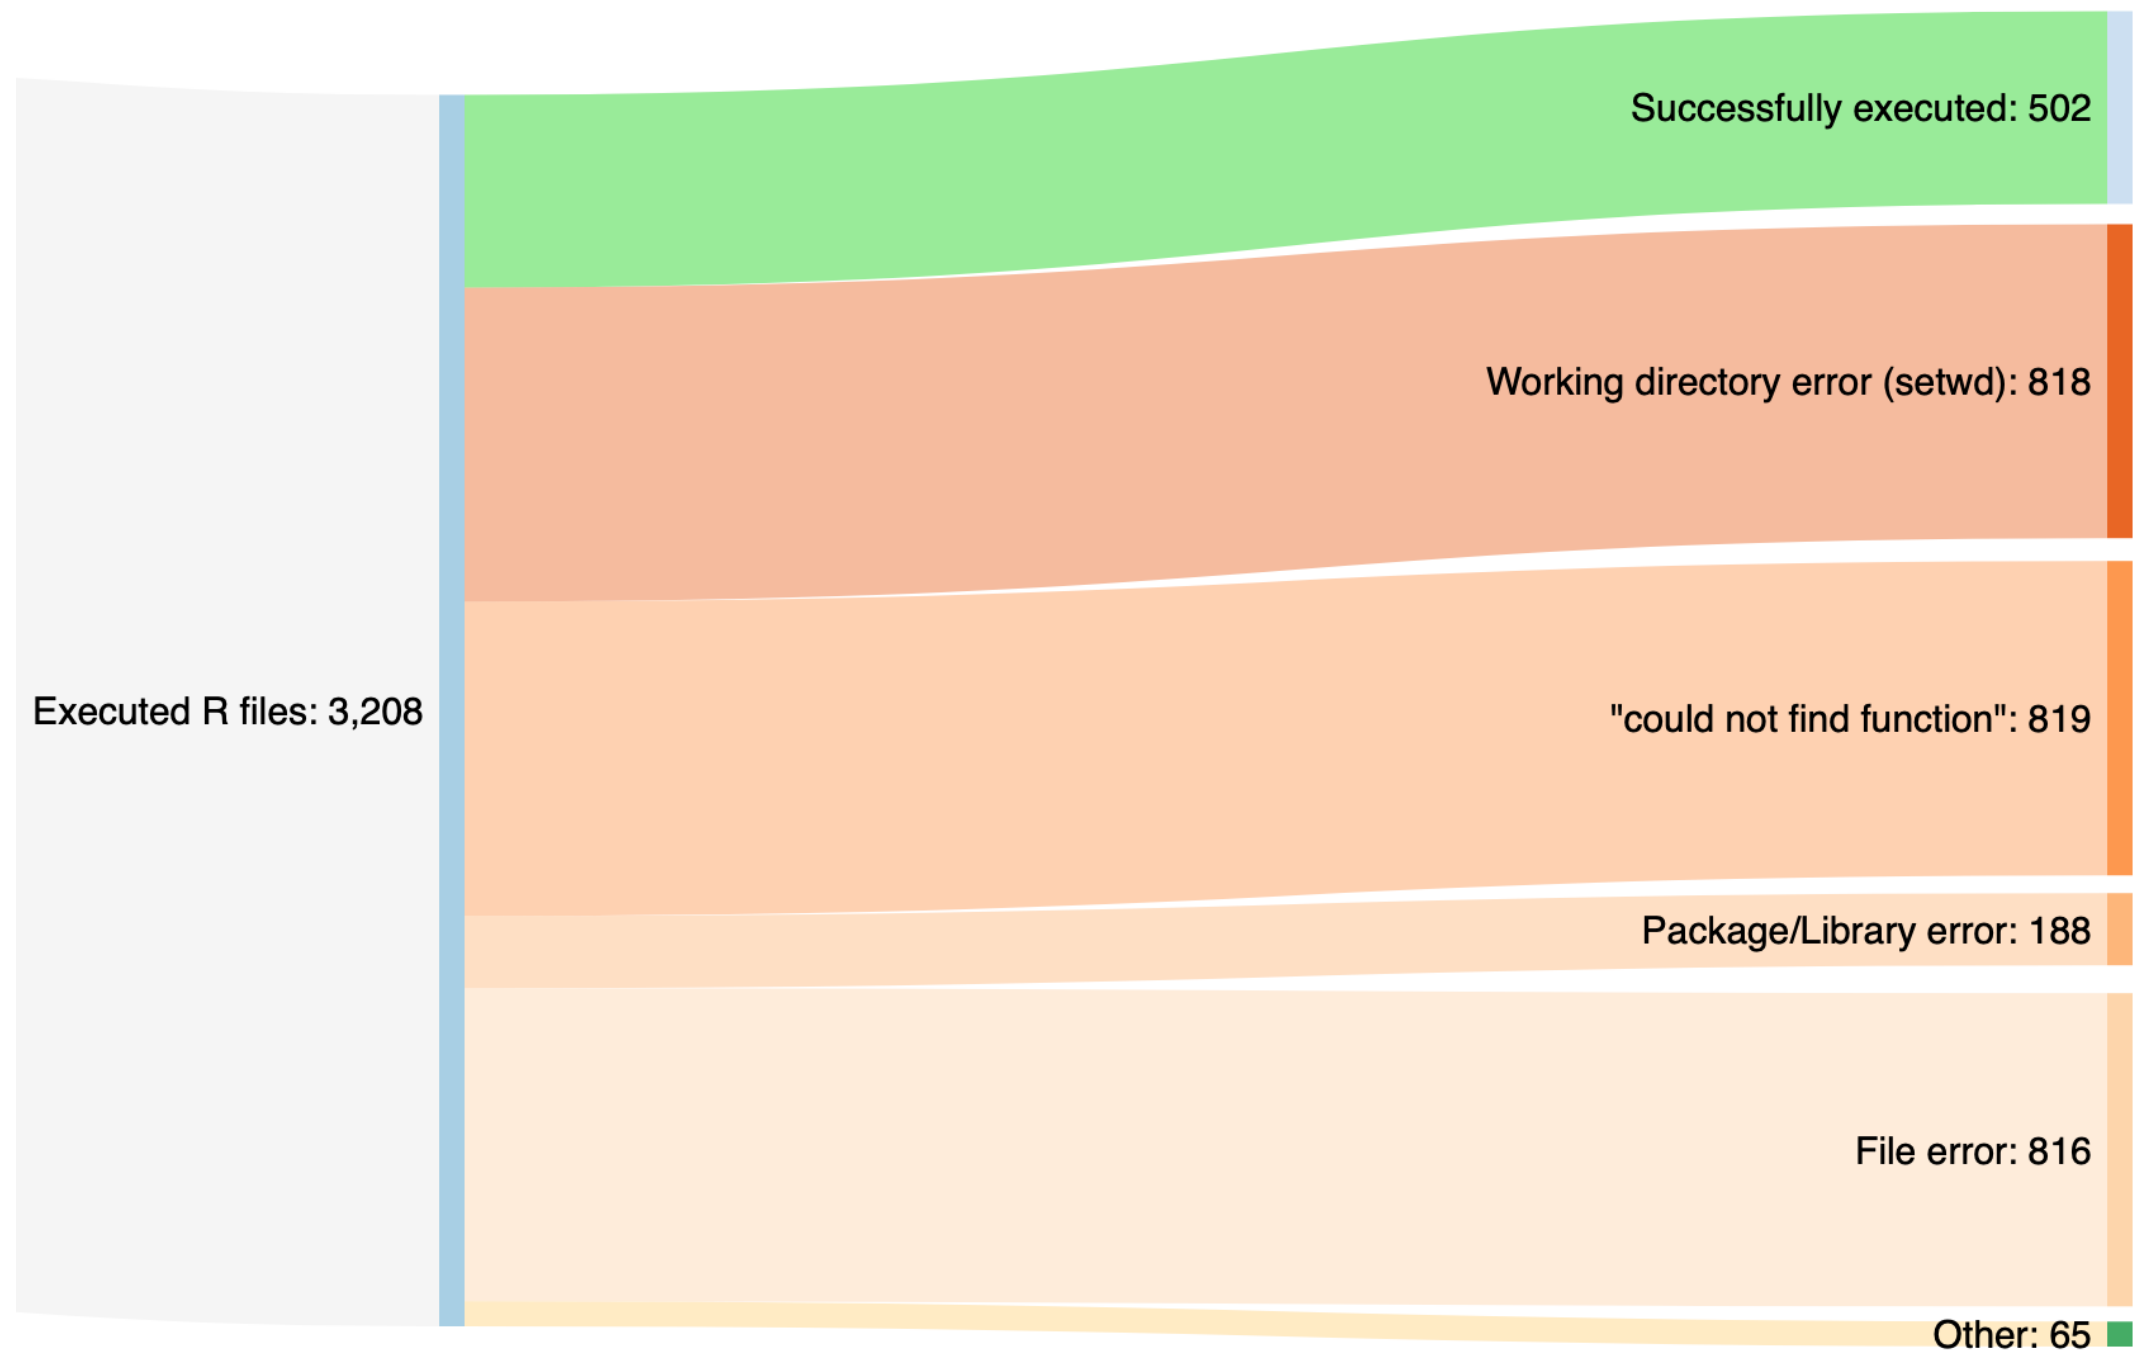 Successfully executed: 502
Working directory error (setwd): 818
Executed R files: 3,208
"could not find function": 819
Package/Library error: 188
File error: 816
Other: 65